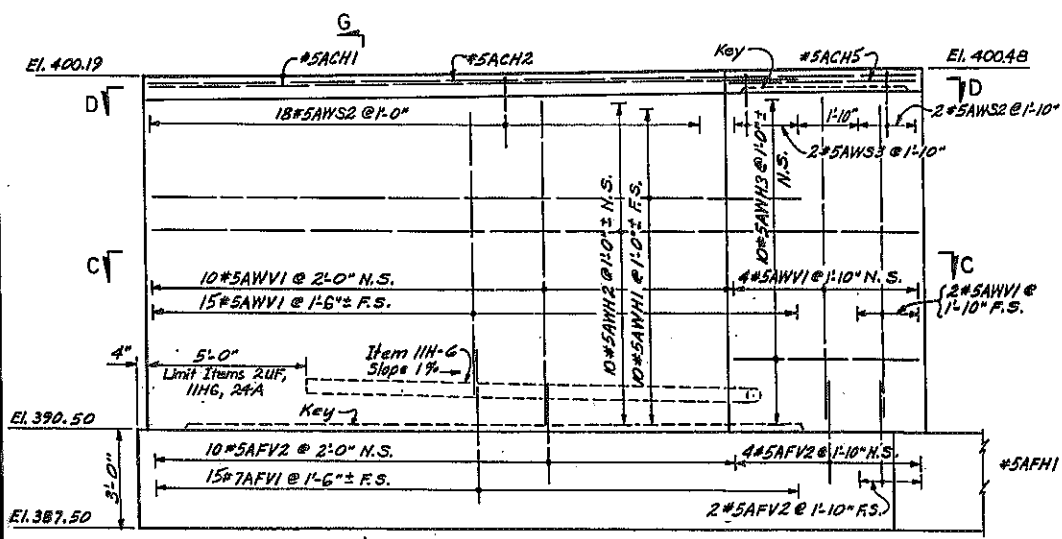 G
El. 400.19
#5ACH1
#5ACH2
Key
#5ACH5
El. 400.48
D
D
18#5AWS2 @ 1'-0"
1'-10"
2#5AWS2 @ 1'-10"
2#5AWS3 @ 1'-10"
10#5AWH2 @ 1'-0"± N.S.
10#5AWH1 @ 1'-0"± F.S.
10#5AWH3 @ 1'-0"± N.S.
C
C
10#5AWV1 @ 2'-0" N.S.
4#5AWV1 @ 1'-10" N.S.
15#5AWV1 @ 1'-6"± F.S.
2#5AWV1 @
1'-10" F.S.
4"
5'-0"
Limit Items 2UF,
11H6, 24A
Item 11H-6
Slope 1%
Key
El. 390.50
10#5AFV2 @ 2'-0" N.S.
4#5AFV2 @ 1'-10" N.S.
#5AFH1
3'-0"
15#7AFV1 @ 1'-6"± F.S.
2#5AFV2 @ 1'-10" F.S.
El. 387.50